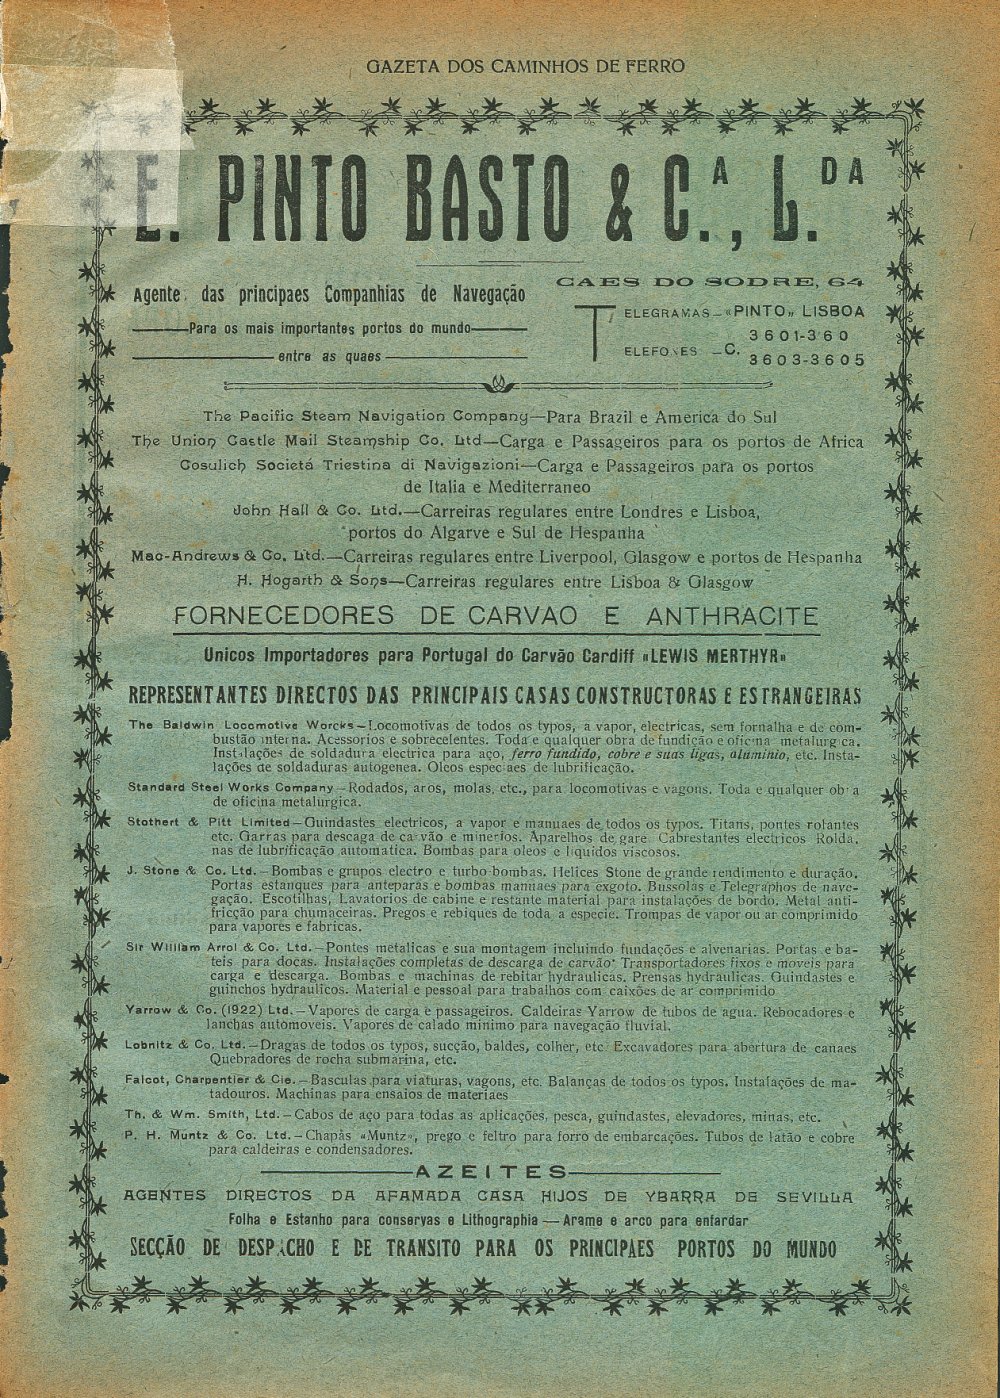 GAZETA DOS CAMINHOS DE FERRO
E. PINTO BASTO & C.A, L.DA
Agente das principaes Companhias de Navegação
Para os mais importantes portos do mundo
entre as quaes
CAES DO SODRE, 64
TELEGRAMAS—«PINTO» LISBOA
TELEFONES —C. 3601-360
3603-3605
The Pacific Steam Navigation Company—Para Brazil e America do Sul
The Union Castle Mail Steamship Co. Ltd—Carga e Passageiros para os portos de Africa
Cosulich Societá Triestina di Navigazioni—Carga e Passageiros para os portos
de Italia e Mediterraneo
John Hall & Co. Ltd.—Carreiras regulares entre Londres e Lisboa,
portos do Algarve e Sul de Hespanha
Mac-Andrews & Co. Ltd.—Carreiras regulares entre Liverpool, Glasgow e portos de Hespanha
H. Hogarth & Sons—Carreiras regulares entre Lisboa & Glasgow
FORNECEDORES DE CARVAO E ANTHRACITE
Unicos Importadores para Portugal do Carvão Cardiff «LEWIS MERTHYR»
REPRESENTANTES DIRECTOS DAS PRINCIPAIS CASAS CONSTRUCTORAS E ESTRANGEIRAS
The Baldwin Locomotive Worcks—Locomotivas de todos os typos, a vapor, electricas, sem fornalha e de com-
bustão interna. Acessorios e sobrecelentes. Toda e qualquer obra de fundição e oficina metalurgica.
Instalações de soldadura electrica para aço, ferro fundido, cobre e suas ligas, aluminio, etc. Insta-
lações de soldaduras autogenea. Oleos especiaes de lubrificação.
Standard Steel Works Company—Rodados, aros, molas, etc., para locomotivas e vagons. Toda e qualquer obra
de oficina metalurgica.
Stothert & Pitt Limited—Guindastes electricos, a vapor e manuaes de todos os typos. Titans, pontes rolantes
etc. Garras para descaga de carvão e minerios. Aparelhos de gare Cabrestantes electricos Rolda.
nas de lubrificação automatica. Bombas para oleos e liquidos viscosos.
J. Stone & Co. Ltd.—Bombas e grupos electro e turbo bombas. Helices Stone de grande rendimento e duração.
Portas estanques para anteparas e bombas manuaes para exgoto. Bussolas e Telegraphos de nave-
gação. Escotilhas, Lavatorios de cabine e restante material para instalações de bordo. Metal anti-
fricção para chumaceiras. Pregos e rebiques de toda a especie. Trompas de vapor ou ar comprimido
para vapores e fabricas.
Sir William Arrol & Co. Ltd.—Pontes metalicas e sua montagem incluindo fundações e alvenarias. Portas e ba-
teis para docas. Instalações completas de descarga de carvão. Transportadores fixos e moveis para
carga e descarga. Bombas e machinas de rebitar hydraulicas. Prensas hydraulicas. Guindastes e
guinchos hydraulicos. Material e pessoal para trabalhos com caixões de ar comprimido
Yarrow & Co. (1922) Ltd.—Vapores de carga e passageiros. Caldeiras Yarrow de tubos de agua. Rebocadores e
lanchas automoveis. Vapores de calado minimo para navegação fluvial.
Lobnitz & Co. Ltd.—Dragas de todos os typos, sucção, baldes, colher, etc Excavadores para abertura de canaes
Quebradores de rocha submarina, etc.
Falcot, Charpentier & Cie.—Basculas para viaturas, vagons, etc. Balanças de todos os typos. Instalações de ma-
tadouros. Machinas para ensaios de materiaes
Th. & Wm. Smith, Ltd.—Cabos de aço para todas as aplicações, pesca, guindastes, elevadores, minas, etc.
P. H. Muntz & Co. Ltd.—Chapas «Muntz», prego e feltro para forro de embarcações. Tubos de latão e cobre
para caldeiras e condensadores.
AZEITES
AGENTES DIRECTOS DA AFAMADA CASA HIJOS DE YBARRA DE SEVILLA
Folha e Estanho para conservas e Lithographia—Arame e arco para enfardar
SECÇÃO DE DESPACHO E DE TRANSITO PARA OS PRINCIPAES PORTOS DO MUNDO